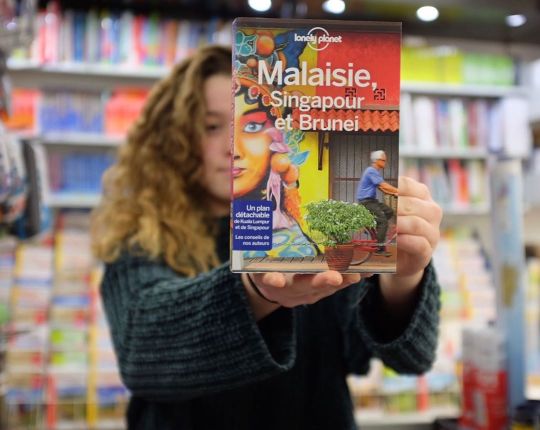 lonely planet
Malaisie,
Singapour
et Brunei
Un plan
détachable
de Kuala Lumpur
et de Singapour
Les conseils de
nos auteurs